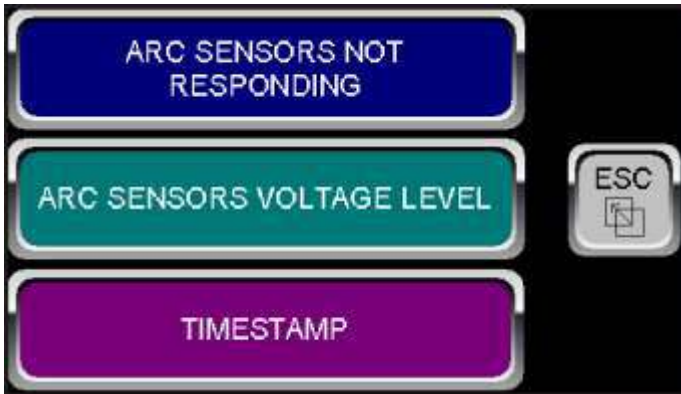 ARC SENSORS NOT
RESPONDING
ARC SENSORS VOLTAGE LEVEL
ESC
TIMESTAMP